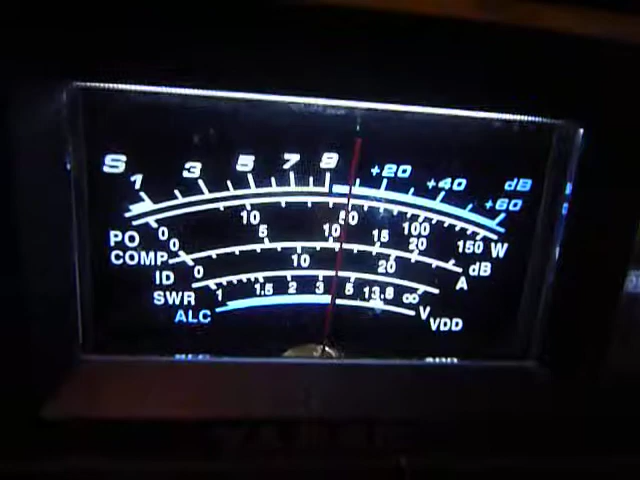 S 1 3 5 7 9 +20 +40 +60 dB
PO 0 10 50 100 150 W
COMP 0 5 10 15 20 dB
ID 0 10 20 A
SWR 1 1.5 2 3 5 ∞
ALC 13.8 V VDD